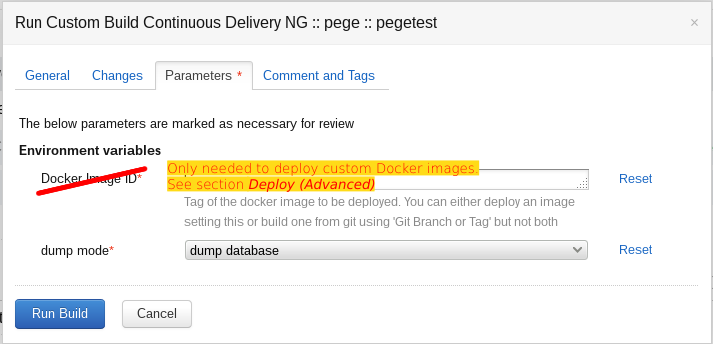 Run Custom Build Continuous Delivery NG :: pege :: pegetest ×
General Changes Parameters * Comment and Tags
The below parameters are marked as necessary for review
Environment variables
Docker Image ID* Only needed to deploy custom Docker images. Reset
See section Deploy (Advanced)
Tag of the docker image to be deployed. You can either deploy an image
setting this or build one from git using 'Git Branch or Tag' but not both
dump mode* dump database Reset
Run Build Cancel